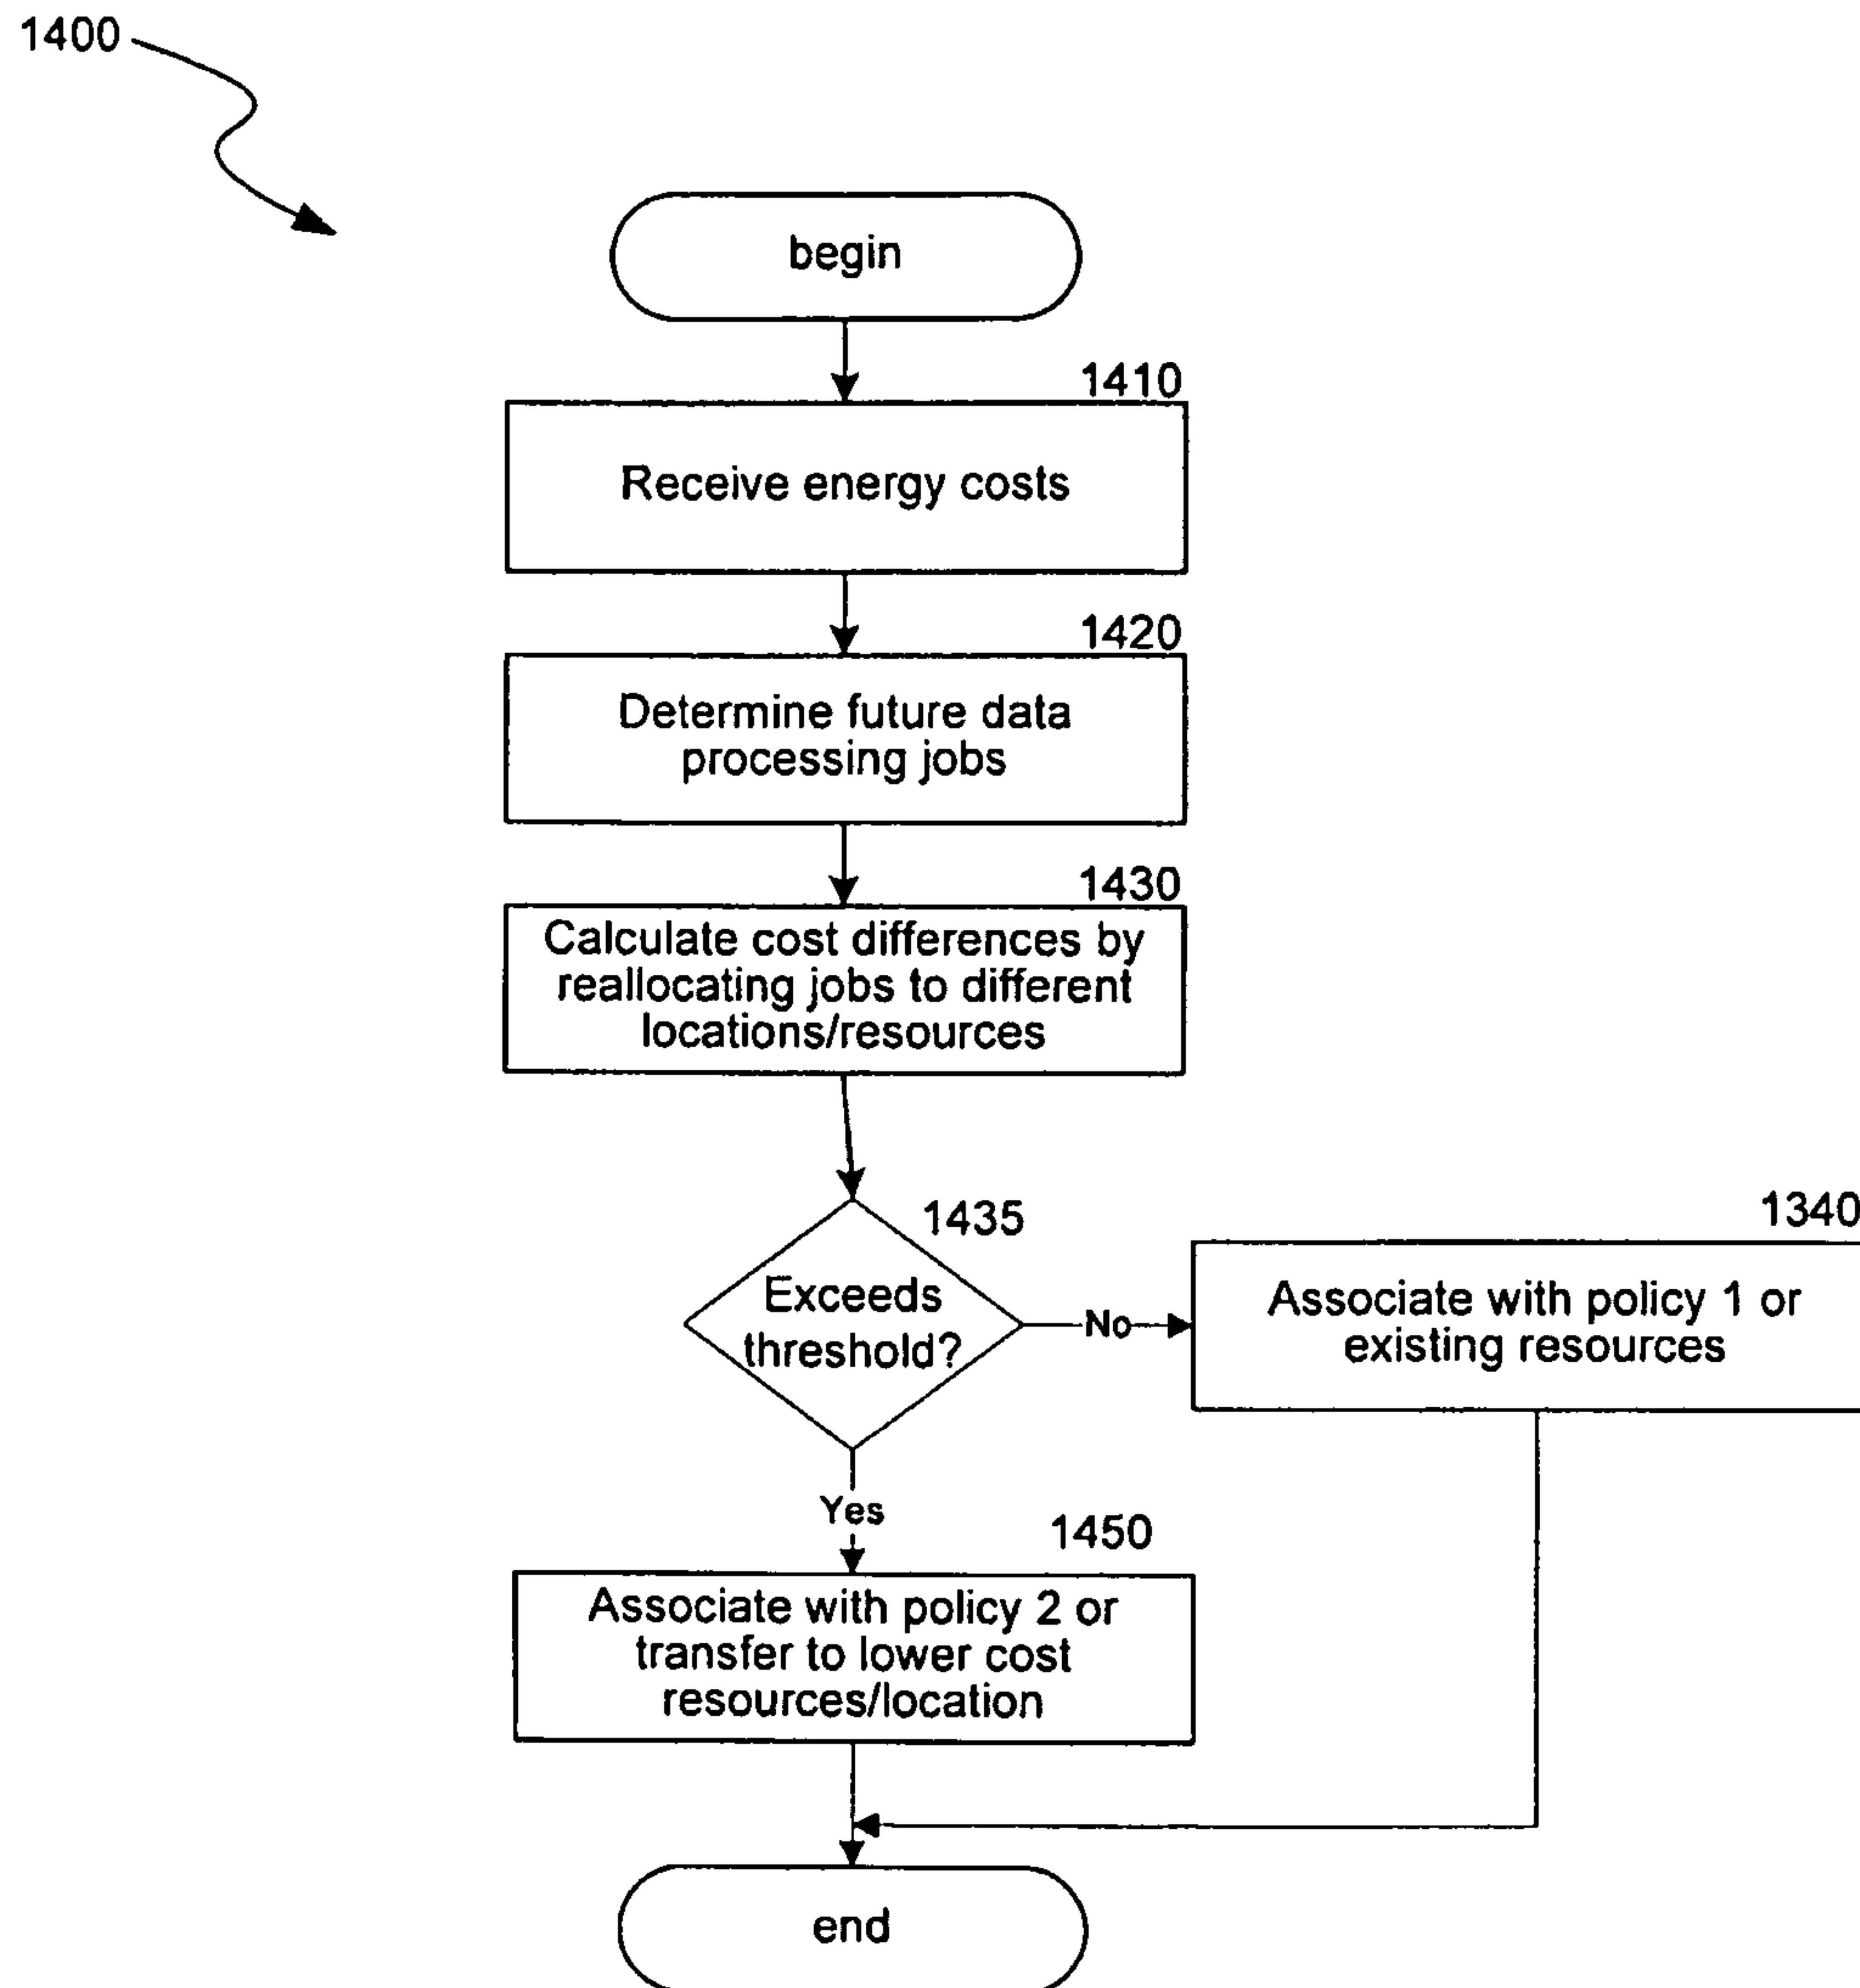 1400
begin
1410
Receive energy costs
1420
Determine future data
processing jobs
1430
Calculate cost differences by
reallocating jobs to different
locations/resources
1435
Exceeds
threshold?
No
1340
Associate with policy 1 or
existing resources
Yes
1450
Associate with policy 2 or
transfer to lower cost
resources/location
end